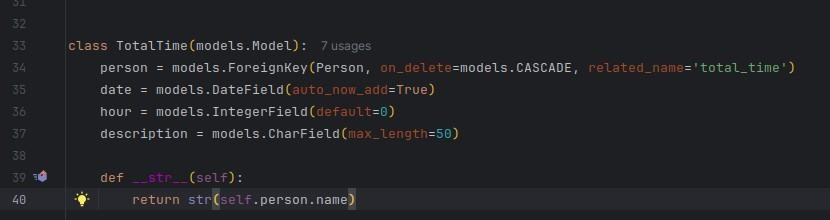 31
32
33 class TotalTime(models.Model): 7 usages
34     person = models.ForeignKey(Person, on_delete=models.CASCADE, related_name='total_time')
35     date = models.DateField(auto_now_add=True)
36     hour = models.IntegerField(default=0)
37     description = models.CharField(max_length=50)
38
39     def __str__(self):
40         return str(self.person.name)